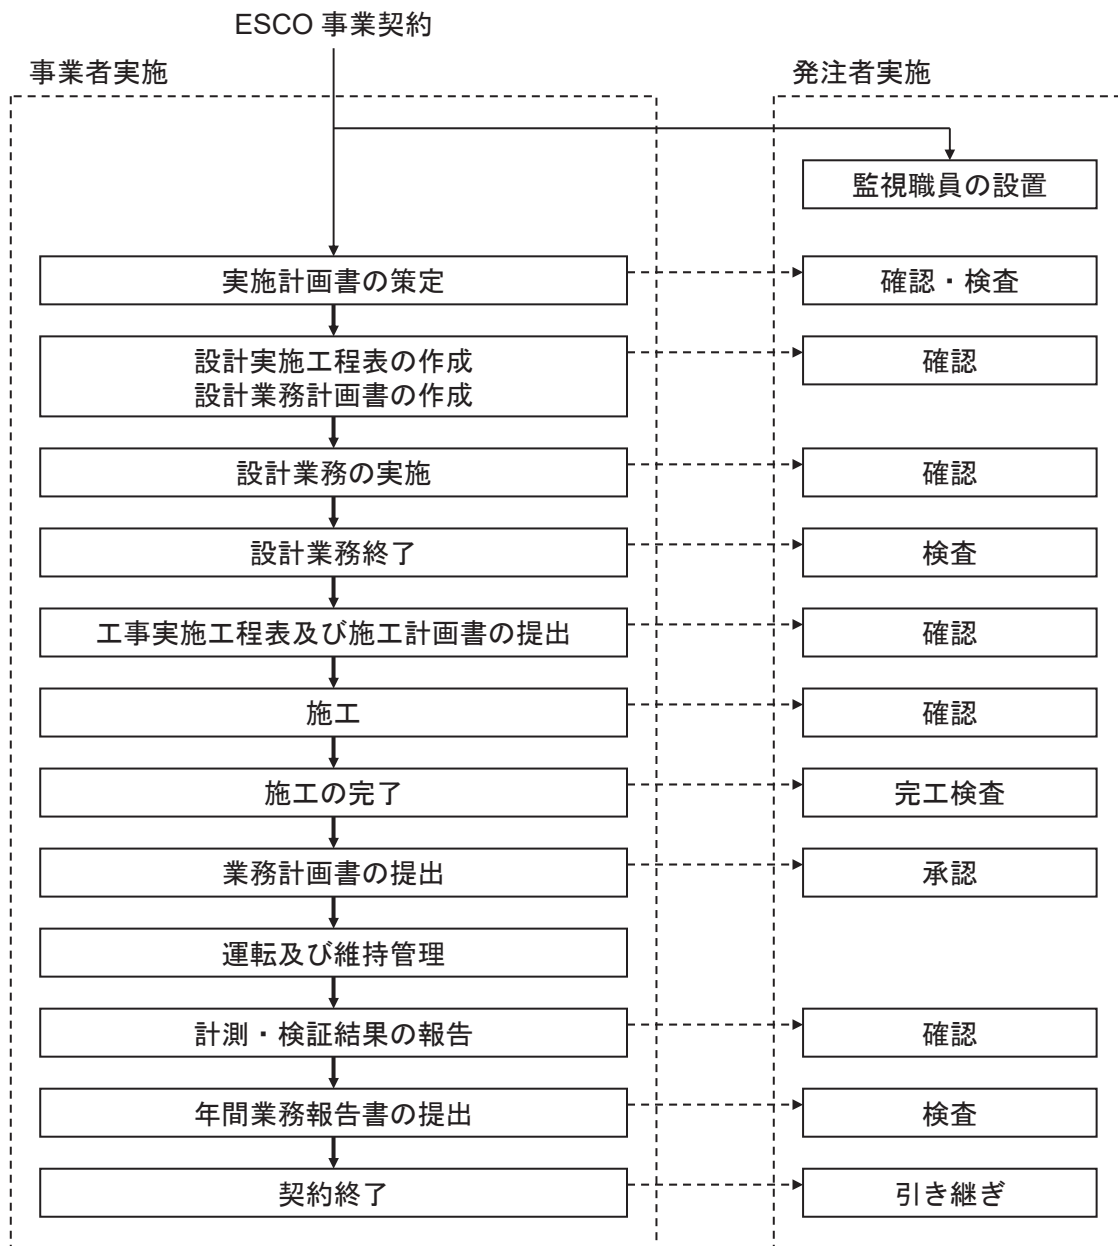 ESCO 事業契約
事業者実施
発注者実施
監視職員の設置
実施計画書の策定
確認・検査
設計実施工程表の作成
設計業務計画書の作成
確認
設計業務の実施
確認
設計業務終了
検査
工事実施工程表及び施工計画書の提出
確認
施工
確認
施工の完了
完工検査
業務計画書の提出
承認
運転及び維持管理
計測・検証結果の報告
確認
年間業務報告書の提出
検査
契約終了
引き継ぎ